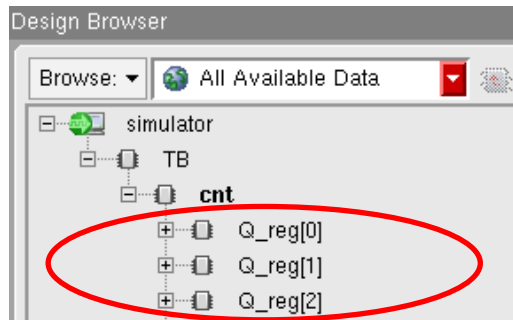 Design Browser
Browse: All Available Data
simulator
TB
cnt
Q_reg[0]
Q_reg[1]
Q_reg[2]